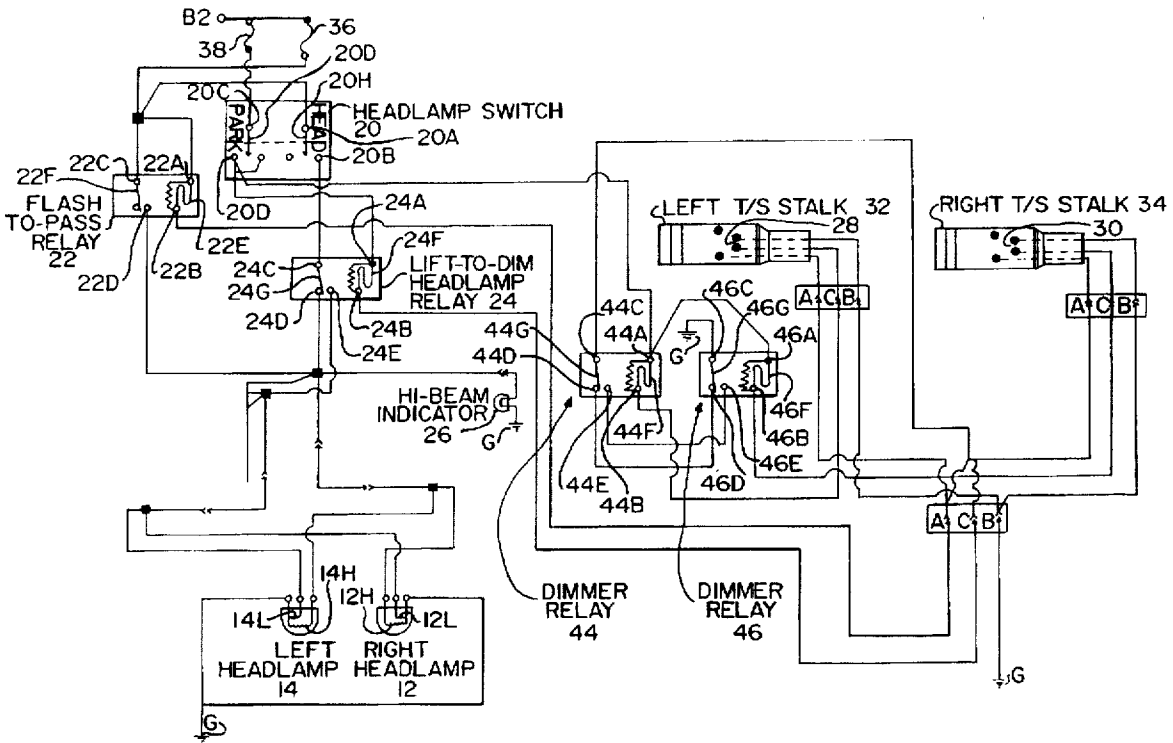 B2
36
38
20D
20H
20C
PARK
HEAD
HEADLAMP SWITCH
20
20A
20B
22C
22A
22F
FLASH
TO-PASS
RELAY
22
22D
22B
22E
20D
24A
24F
24C
24G
LIFT-TO-DIM
HEADLAMP
RELAY 24
24D
24B
24E
HI-BEAM
INDICATOR
26
G
LEFT T/S STALK 32
28
RIGHT T/S STALK 34
30
A C B
A C B
46C
44C
46G
44G
44A
G
46A
44D
46F
44F
46B
46E
44E
46D
44B
A C B
DIMMER
RELAY
44
DIMMER
RELAY
46
14H
12H
14L
12L
LEFT
HEADLAMP
14
RIGHT
HEADLAMP
12
G
G